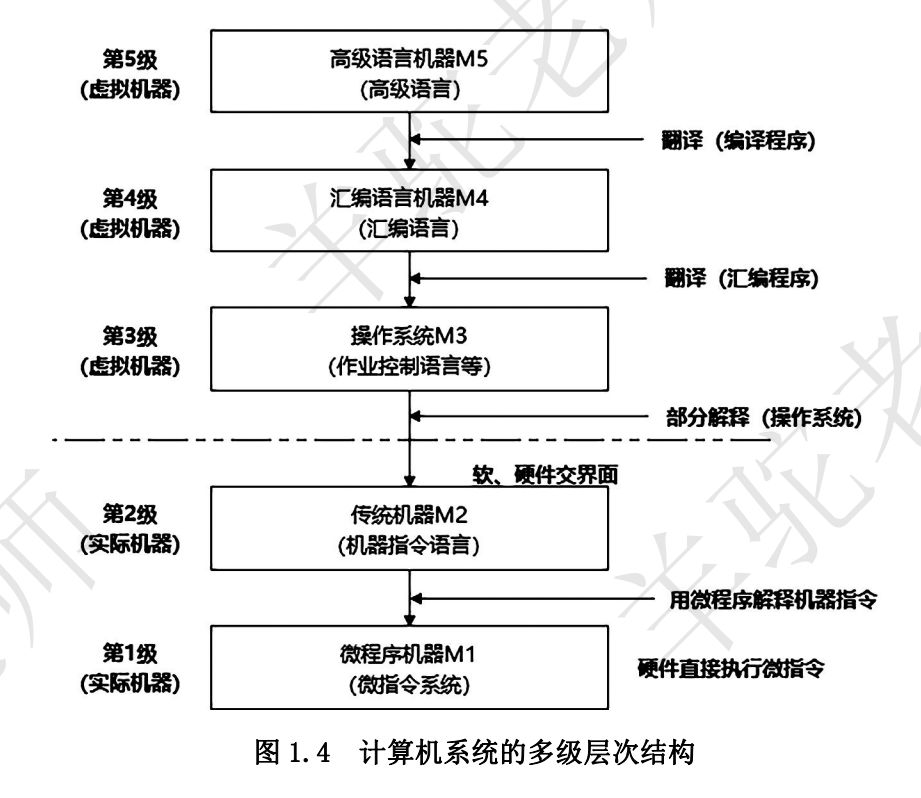 第5级
(虚拟机器)
高级语言机器M5
(高级语言)
翻译（编译程序）
第4级
(虚拟机器)
汇编语言机器M4
(汇编语言)
翻译（汇编程序）
第3级
(虚拟机器)
操作系统M3
(作业控制语言等)
部分解释（操作系统）
软、硬件交界面
第2级
(实际机器)
传统机器M2
(机器指令语言)
用微程序解释机器指令
第1级
(实际机器)
微程序机器M1
(微指令系统)
硬件直接执行微指令
图 1.4 计算机系统的多级层次结构
羊驼老
羊驼老
师